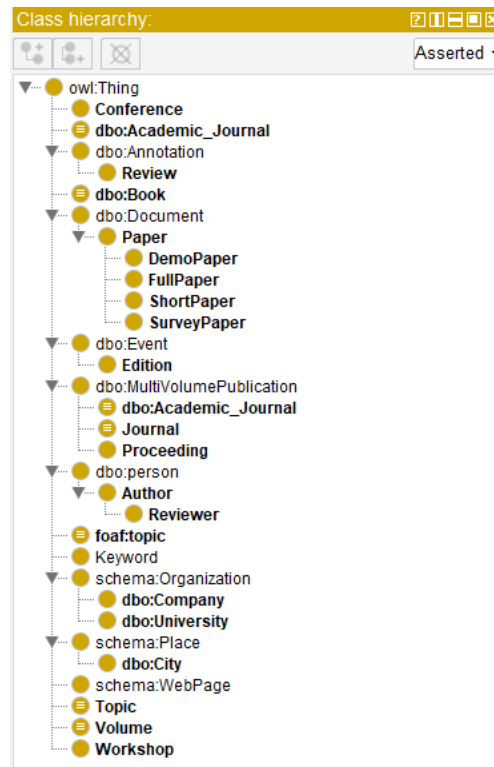 Class hierarchy:
Asserted
owl:Thing
Conference
dbo:Academic_Journal
dbo:Annotation
Review
dbo:Book
dbo:Document
Paper
DemoPaper
FullPaper
ShortPaper
SurveyPaper
dbo:Event
Edition
dbo:MultiVolumePublication
dbo:Academic_Journal
Journal
Proceeding
dbo:person
Author
Reviewer
foaf:topic
Keyword
schema:Organization
dbo:Company
dbo:University
schema:Place
dbo:City
schema:WebPage
Topic
Volume
Workshop